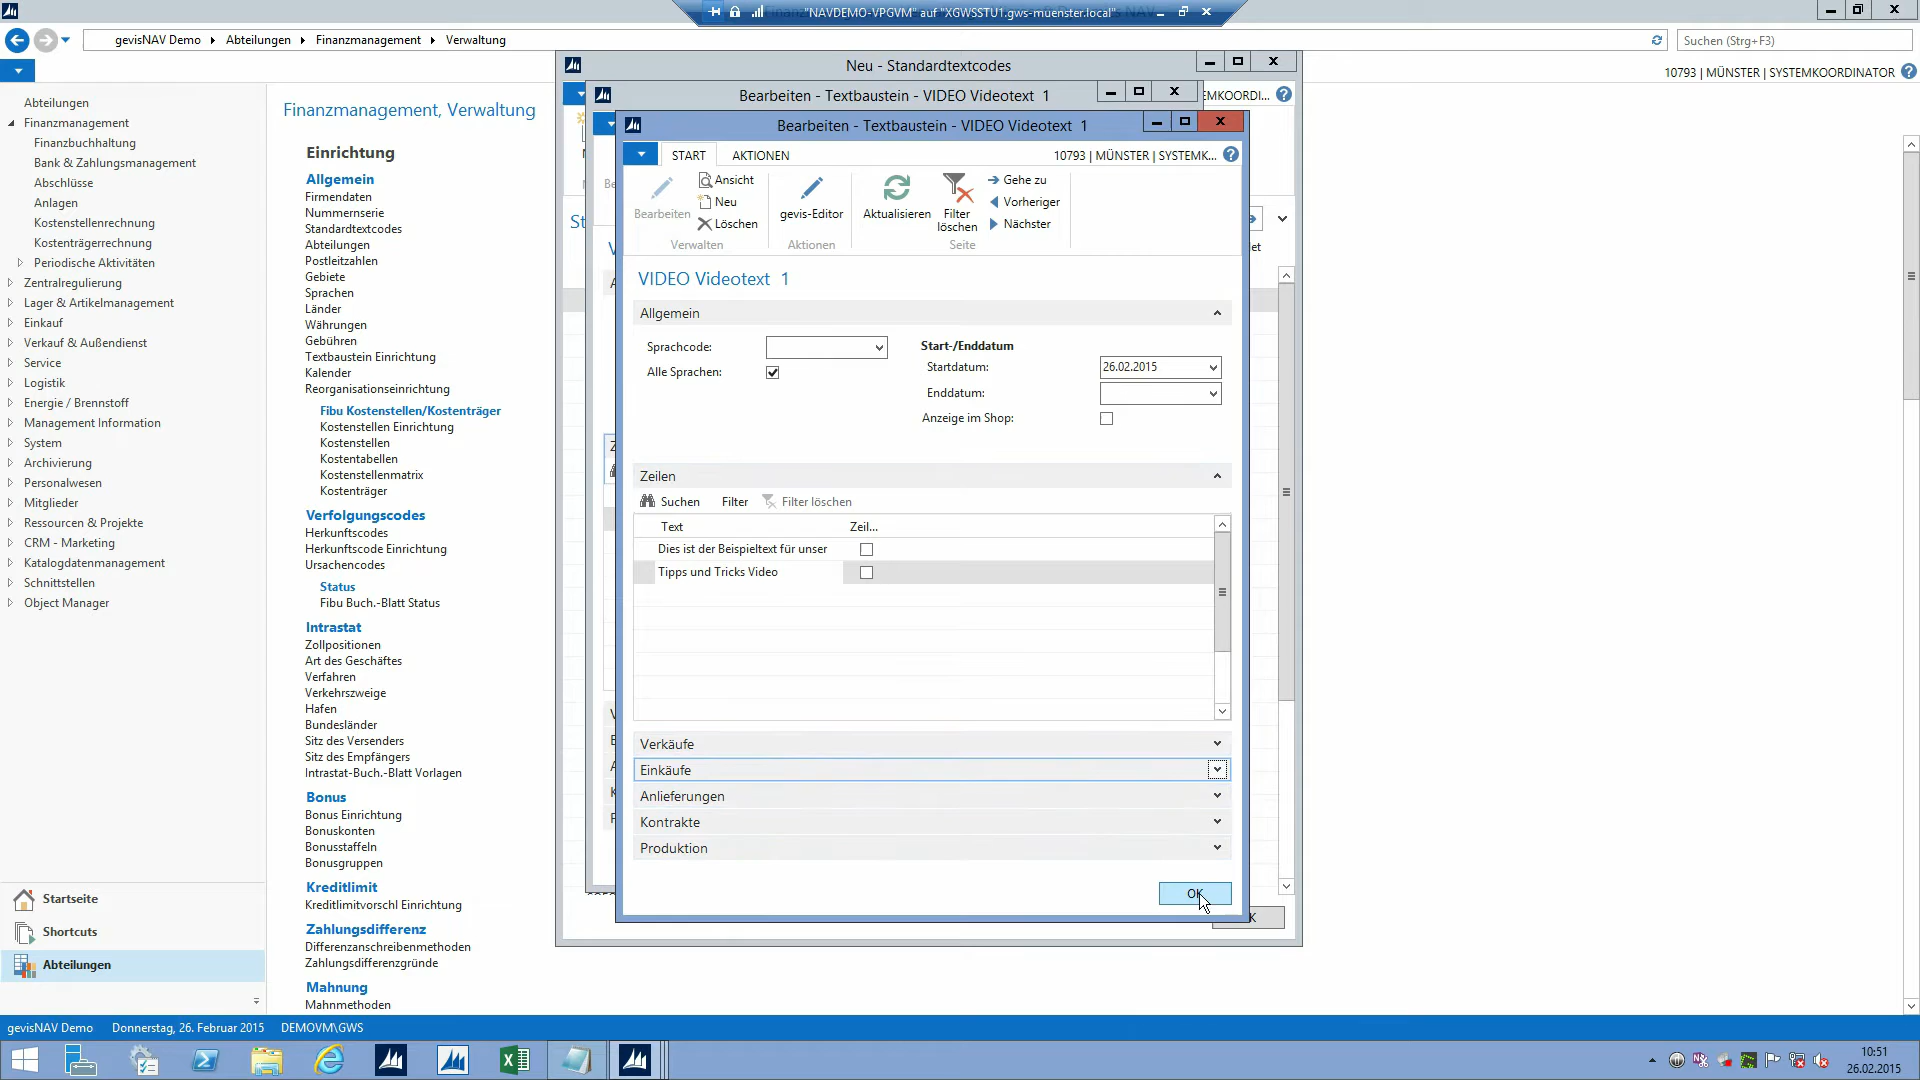 "NAVDEMO-VPGVM" auf "XGWSSTU1.gws-muenster.local"
gevisNAV Demo
Abteilungen
Finanzmanagement
Verwaltung
Suchen (Strg+F3)
10793 | MÜNSTER | SYSTEMKOORDINATOR
Abteilungen
Finanzmanagement
Finanzbuchhaltung
Bank & Zahlungsmanagement
Abschlüsse
Anlagen
Kostenstellenrechnung
Kostenträgerrechnung
Periodische Aktivitäten
Zentralregulierung
Lager & Artikelmanagement
Einkauf
Verkauf & Außendienst
Service
Logistik
Energie / Brennstoff
Management Information
System
Archivierung
Personalwesen
Mitglieder
Ressourcen & Projekte
CRM - Marketing
Katalogdatenmanagement
Schnittstellen
Object Manager
Startseite
Shortcuts
Abteilungen
Finanzmanagement, Verwaltung
Einrichtung
Allgemein
Firmendaten
Nummernserie
Standardtextcodes
Abteilungen
Postleitzahlen
Gebiete
Sprachen
Länder
Währungen
Gebühren
Textbaustein Einrichtung
Kalender
Reorganisationseinrichtung
Fibu Kostenstellen/Kostenträger
Kostenstellen Einrichtung
Kostenstellen
Kostentabellen
Kostenstellenmatrix
Kostenträger
Verfolgungscodes
Herkunftscodes
Herkunftscode Einrichtung
Ursachencodes
Status
Fibu Buch.-Blatt Status
Intrastat
Zollpositionen
Art des Geschäftes
Verfahren
Verkehrszweige
Hafen
Bundesländer
Sitz des Versenders
Sitz des Empfängers
Intrastat-Buch.-Blatt Vorlagen
Bonus
Bonus Einrichtung
Bonuskonten
Bonusstaffeln
Bonusgruppen
Kreditlimit
Kreditlimitvorschl Einrichtung
Zahlungsdifferenz
Differenzanschreibenmethoden
Zahlungsdifferenzgründe
Mahnung
Mahnmethoden
Neu - Standardtextcodes
EMKOORDI...
St
et
Bearbeiten - Textbaustein - VIDEO Videotext 1
Bearbeiten - Textbaustein - VIDEO Videotext 1
START
AKTIONEN
10793 | MÜNSTER | SYSTEMK...
Bearbeiten
Ansicht
Neu
Löschen
Verwalten
gevis-Editor
Aktionen
Aktualisieren
Filter löschen
Gehe zu
Vorheriger
Nächster
Seite
VIDEO Videotext 1
Allgemein
Sprachcode:
Alle Sprachen:
Start-/Enddatum
Startdatum: 26.02.2015
Enddatum:
Anzeige im Shop:
Zeilen
Suchen
Filter
Filter löschen
Text
Zeil...
Dies ist der Beispieltext für unser
Tipps und Tricks Video
Verkäufe
Einkäufe
Anlieferungen
Kontrakte
Produktion
OK
K
gevisNAV Demo
Donnerstag, 26. Februar 2015
DEMOVM\GWS
10:51
26.02.2015